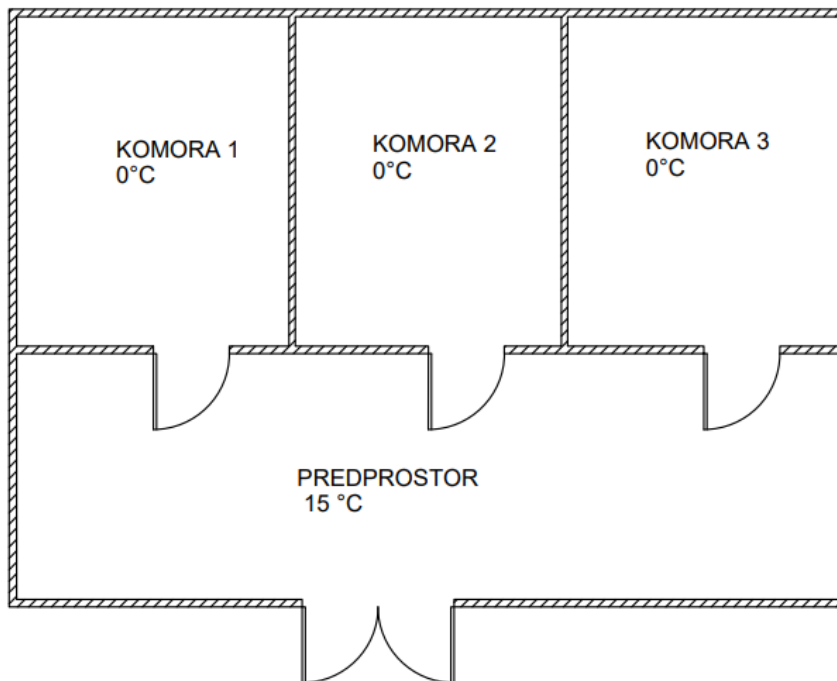 KOMORA 1
0°C
KOMORA 2
0°C
KOMORA 3
0°C
PREDPROSTOR
15 °C